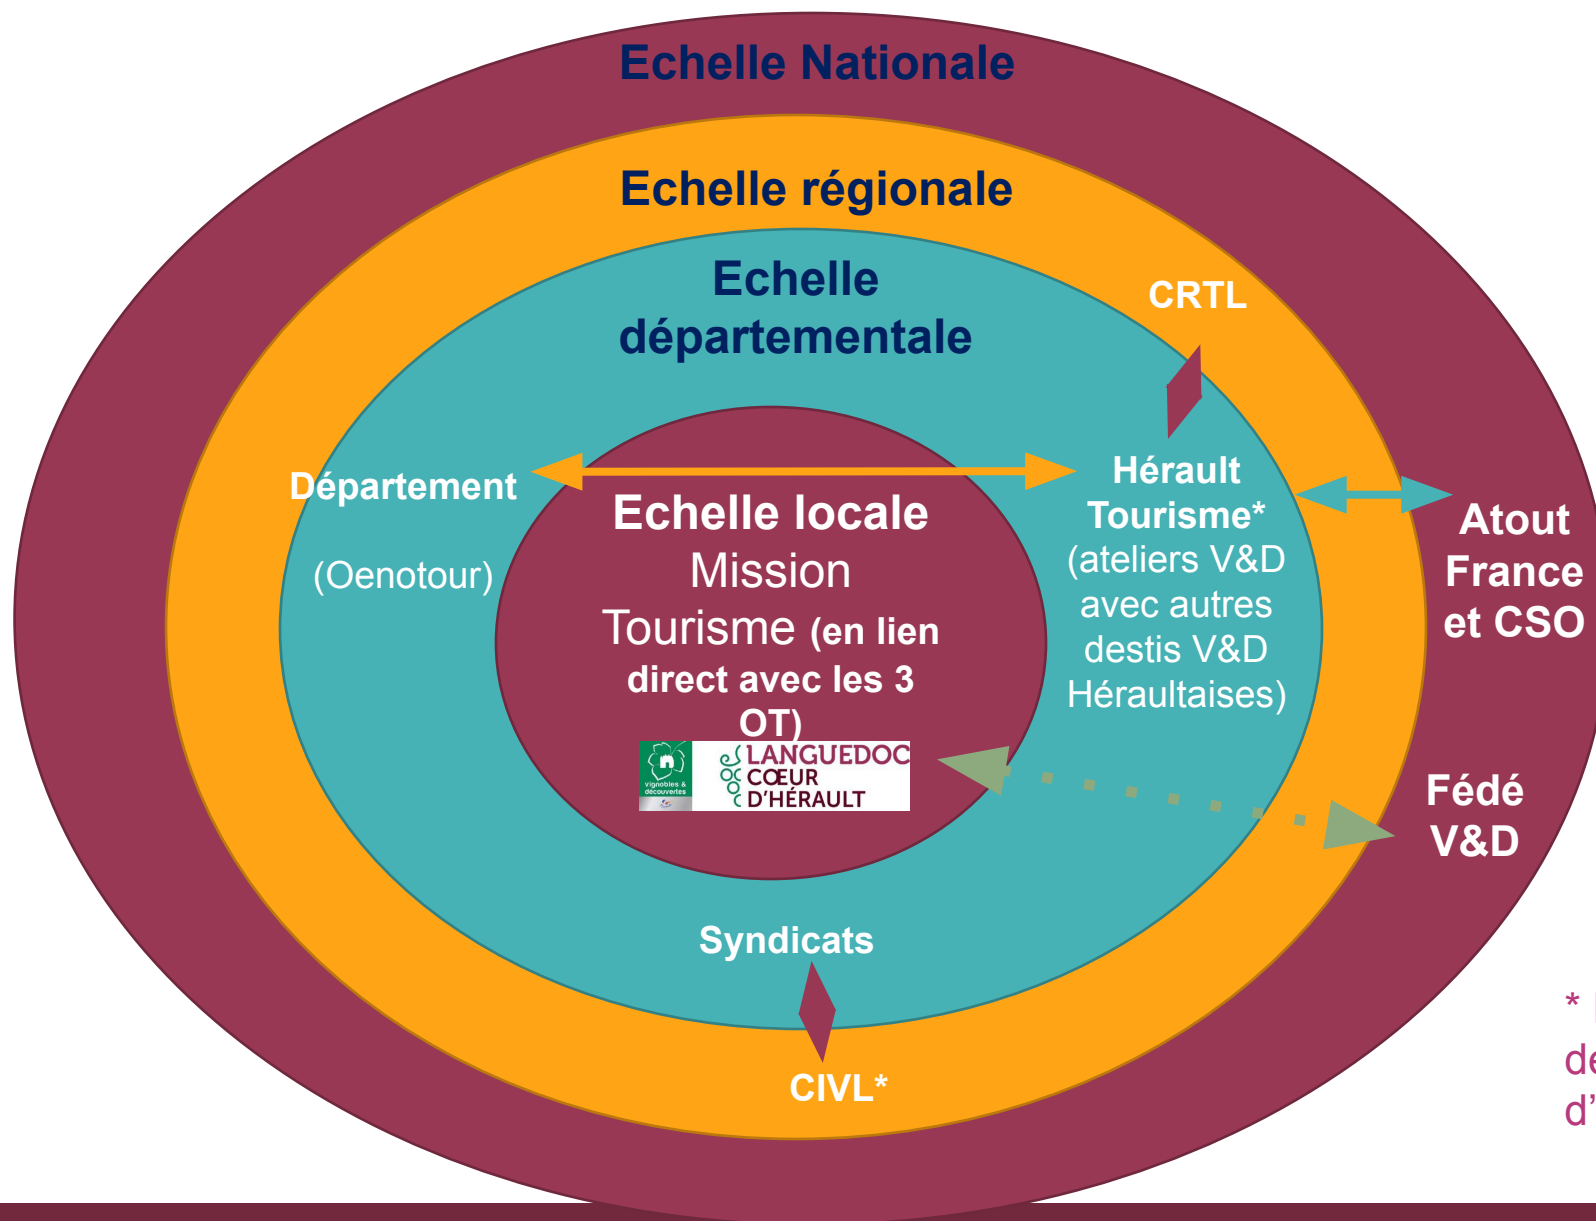 Echelle Nationale
Echelle régionale
Echelle
départementale
CRTL
Département
(Oenotour)
Echelle locale
Mission
Tourisme (en lien
direct avec les 3
OT)
vignobles &
découvertes
LANGUEDOC
CŒUR
D'HÉRAULT
Hérault
Tourisme*
(ateliers V&D
avec autres
destis V&D
Héraultaises)
Atout
France
et CSO
Fédé
V&D
Syndicats
CIVL*
*
d'